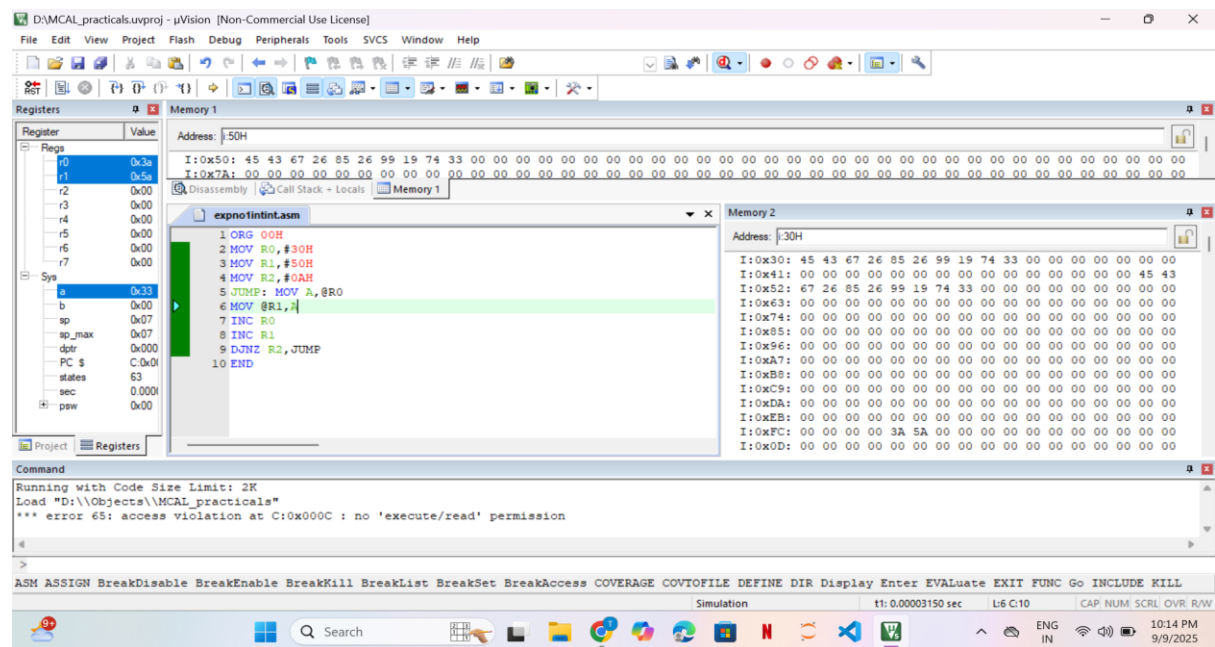 D:\MCAL_practicals.uvproj - µVision [Non-Commercial Use License]
File Edit View Project Flash Debug Peripherals Tools SVCS Window Help
Registers
Register Value
Regs
r0 0x3a
r1 0x5a
r2 0x00
r3 0x00
r4 0x00
r5 0x00
r6 0x00
r7 0x00
Sys
a 0x33
b 0x00
sp 0x07
sp_max 0x07
dptr 0x000
PC $ C:0x0
states 63
sec 0.000
psw 0x00
Project Registers
Memory 1
Address: i:50H
I:0x50: 45 43 67 26 85 26 99 19 74 33 00 00 00 00 00 00 00 00 00 00 00 00 00 00 00 00 00 00 00 00 00 00 00 00 00 00 00 00 00 00 00 00
I:0x7A: 00 00 00 00 00 00 00 00 00 00 00 00 00 00 00 00 00 00 00 00 00 00 00 00 00 00 00 00 00 00 00 00 00 00 00 00 00 00 00 00 00 00
Disassembly Call Stack + Locals Memory 1
expno1intint.asm
1 ORG 00H
2 MOV R0,#30H
3 MOV R1,#50H
4 MOV R2,#0AH
5 JUMP: MOV A,@R0
6 MOV @R1,A
7 INC R0
8 INC R1
9 DJNZ R2,JUMP
10 END
Memory 2
Address: i:30H
I:0x30: 45 43 67 26 85 26 99 19 74 33 00 00 00 00 00 00 00
I:0x41: 00 00 00 00 00 00 00 00 00 00 00 00 00 00 00 45 43
I:0x52: 67 26 85 26 99 19 74 33 00 00 00 00 00 00 00 00 00
I:0x63: 00 00 00 00 00 00 00 00 00 00 00 00 00 00 00 00 00
I:0x74: 00 00 00 00 00 00 00 00 00 00 00 00 00 00 00 00 00
I:0x85: 00 00 00 00 00 00 00 00 00 00 00 00 00 00 00 00 00
I:0x96: 00 00 00 00 00 00 00 00 00 00 00 00 00 00 00 00 00
I:0xA7: 00 00 00 00 00 00 00 00 00 00 00 00 00 00 00 00 00
I:0xB8: 00 00 00 00 00 00 00 00 00 00 00 00 00 00 00 00 00
I:0xC9: 00 00 00 00 00 00 00 00 00 00 00 00 00 00 00 00 00
I:0xDA: 00 00 00 00 00 00 00 00 00 00 00 00 00 00 00 00 00
I:0xEB: 00 00 00 00 00 00 00 00 00 00 00 00 00 00 00 00 00
I:0xFC: 00 00 00 00 3A 5A 00 00 00 00 00 00 00 00 00 00 00
I:0x0D: 00 00 00 00 00 00 00 00 00 00 00 00 00 00 00 00 00
Command
Running with Code Size Limit: 2K
Load "D:\\Objects\\MCAL_practicals"
*** error 65: access violation at C:0x000C : no 'execute/read' permission
>
ASM ASSIGN BreakDisable BreakEnable BreakKill BreakList BreakSet BreakAccess COVERAGE COVTOFILE DEFINE DIR Display Enter EVALuate EXIT FUNC Go INCLUDE KILL
Simulation t1: 0.00003150 sec L:6 C:10 CAP NUM SCRL OVR R/W
Search
ENG
IN
10:14 PM
9/9/2025